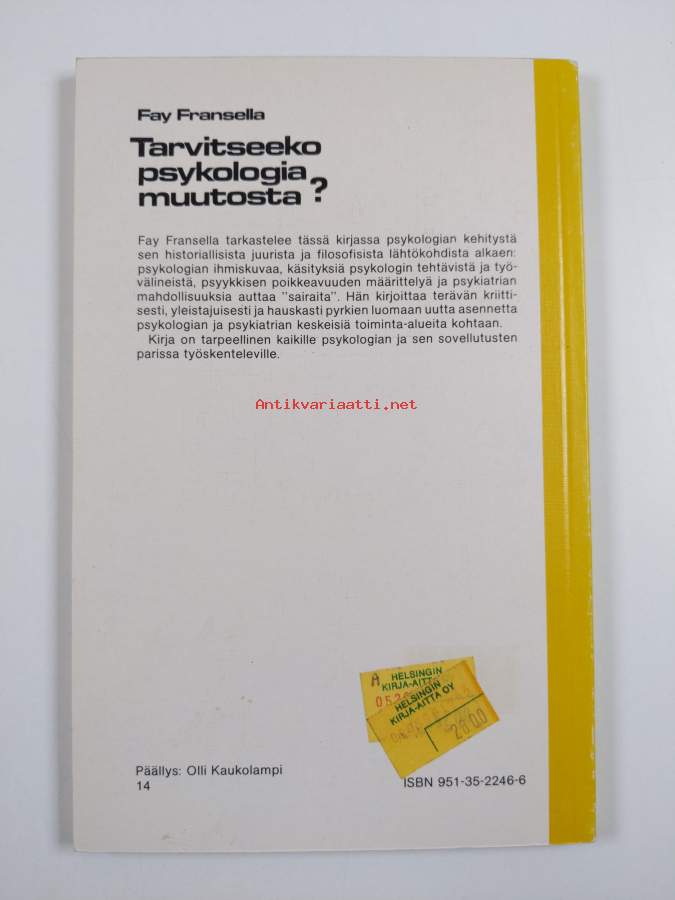 Fay Fransella
Tarvitseeko
psykologia
muutosta ?
Fay Fransella tarkastelee tässä kirjassa psykologian kehitystä
sen historiallisista juurista ja filosofisista lähtökohdista alkaen:
psykologian ihmiskuvaa, käsityksiä psykologin tehtävistä ja työ-
välineistä, psyykkisen poikkeavuuden määrittelyä ja psykiatrian
mahdollisuuksia auttaa "sairaita". Hän kirjoittaa terävän kriitti-
sesti, yleistajuisesti ja hauskasti pyrkien luomaan uutta asennetta
psykologian ja psykiatrian keskeisiä toiminta-alueita kohtaan.
Kirja on tarpeellinen kaikille psykologian ja sen sovellutusten
parissa työskenteleville.
Antikvariaatti.net
A HELSINGIN
KIRJA-AITTA
HELSINGIN
KIRJA-AITTA OY
28.00
Päällys: Olli Kaukolampi
14
ISBN 951-35-2246-6